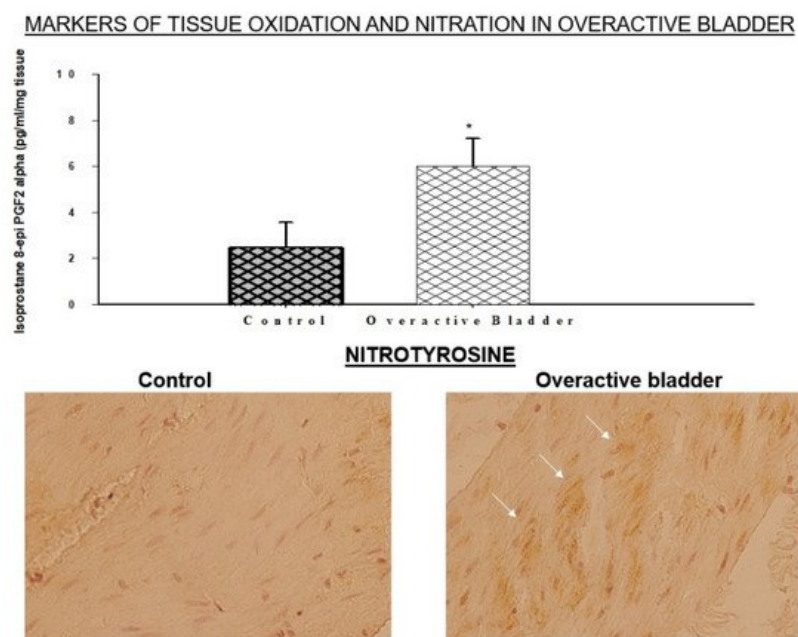 MARKERS OF TISSUE OXIDATION AND NITRATION IN OVERACTIVE BLADDER
Isoprostane 8-epi PGF2 alpha (pg/ml/mg tissue
10
8
6
4
2
0
*
Control Overactive Bladder
NITROTYROSINE
Control Overactive bladder